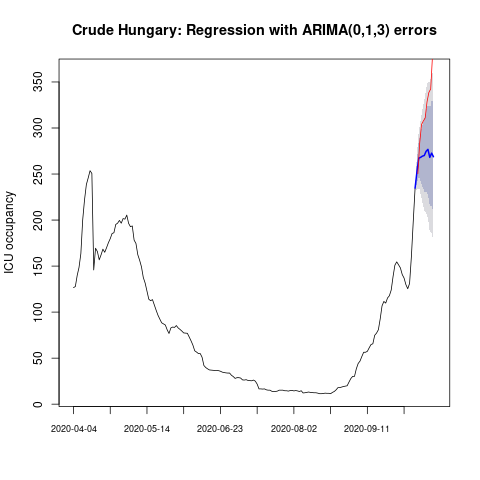 Crude Hungary: Regression with ARIMA(0,1,3) errors
ICU occupancy
350
300
250
200
150
100
50
0
2020-04-04 2020-05-14 2020-06-23 2020-08-02 2020-09-11